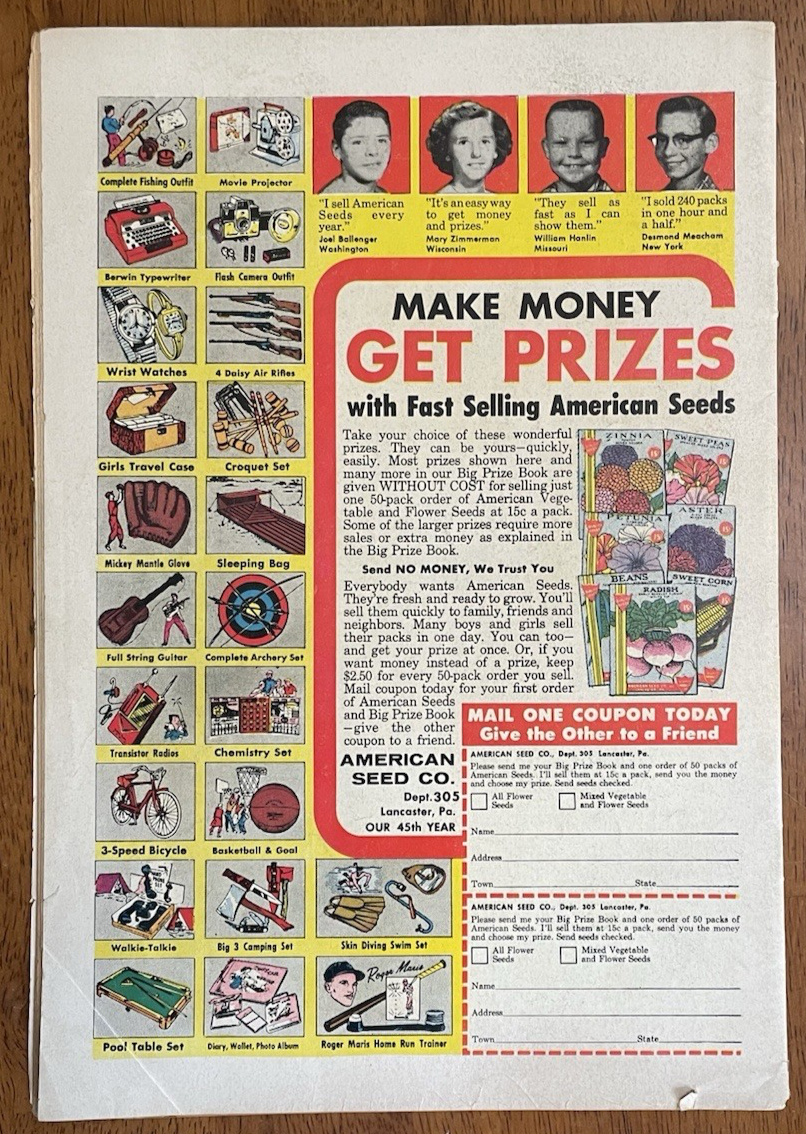 Complete Fishing Outfit
Movie Projector
Berwin Typewriter
Flash Camera Outfit
Wrist Watches
4 Daisy Air Rifles
Girls Travel Case
Croquet Set
Mickey Mantle Glove
Sleeping Bag
Full String Guitar
Complete Archery Set
Transistor Radios
Chemistry Set
3-Speed Bicycle
Basketball & Goal
Walkie-Talkie
Big 3 Camping Set
Skin Diving Swim Set
Pool Table Set
Diary, Wallet, Photo Album
Roger Maris
Roger Maris Home Run Trainer
"I sell American
Seeds every
year."
Joel Ballenger
Washington
"It's an easy way
to get money
and prizes."
Mary Zimmerman
Wisconsin
"They sell as
fast as I can
show them."
William Hanlin
Missouri
"I sold 240 packs
in one hour and
a half."
Desmond Meacham
New York
MAKE MONEY
GET PRIZES
with Fast Selling American Seeds
Take your choice of these wonderful
prizes. They can be yours—quickly,
easily. Most prizes shown here and
many more in our Big Prize Book are
given WITHOUT COST for selling just
one 50-pack order of American Vege-
table and Flower Seeds at 15c a pack.
Some of the larger prizes require more
sales or extra money as explained in
the Big Prize Book.
Send NO MONEY, We Trust You
Everybody wants American Seeds.
They're fresh and ready to grow. You'll
sell them quickly to family, friends and
neighbors. Many boys and girls sell
their packs in one day. You can too—
and get your prize at once. Or, if you
want money instead of a prize, keep
$2.50 for every 50-pack order you sell.
Mail coupon today for your first order
of American Seeds
and Big Prize Book
—give the other
coupon to a friend.
ZINNIA
SWEET PEAS
PETUNIA
ASTER
BEANS
SWEET CORN
RADISH
AMERICAN
SEED CO.
Dept. 305
Lancaster, Pa.
OUR 45th YEAR
MAIL ONE COUPON TODAY
Give the Other to a Friend
AMERICAN SEED CO., Dept. 305 Lancaster, Pa.
Please send me your Big Prize Book and one order of 50 packs of
American Seeds. I'll sell them at 15c a pack, send you the money
and choose my prize. Send seeds checked.
All Flower
Seeds
Mixed Vegetable
and Flower Seeds
Name
Address
Town State
AMERICAN SEED CO., Dept. 305 Lancaster, Pa.
Please send me your Big Prize Book and one order of 50 packs of
American Seeds. I'll sell them at 15c a pack, send you the money
and choose my prize. Send seeds checked.
All Flower
Seeds
Mixed Vegetable
and Flower Seeds
Name
Address
Town State